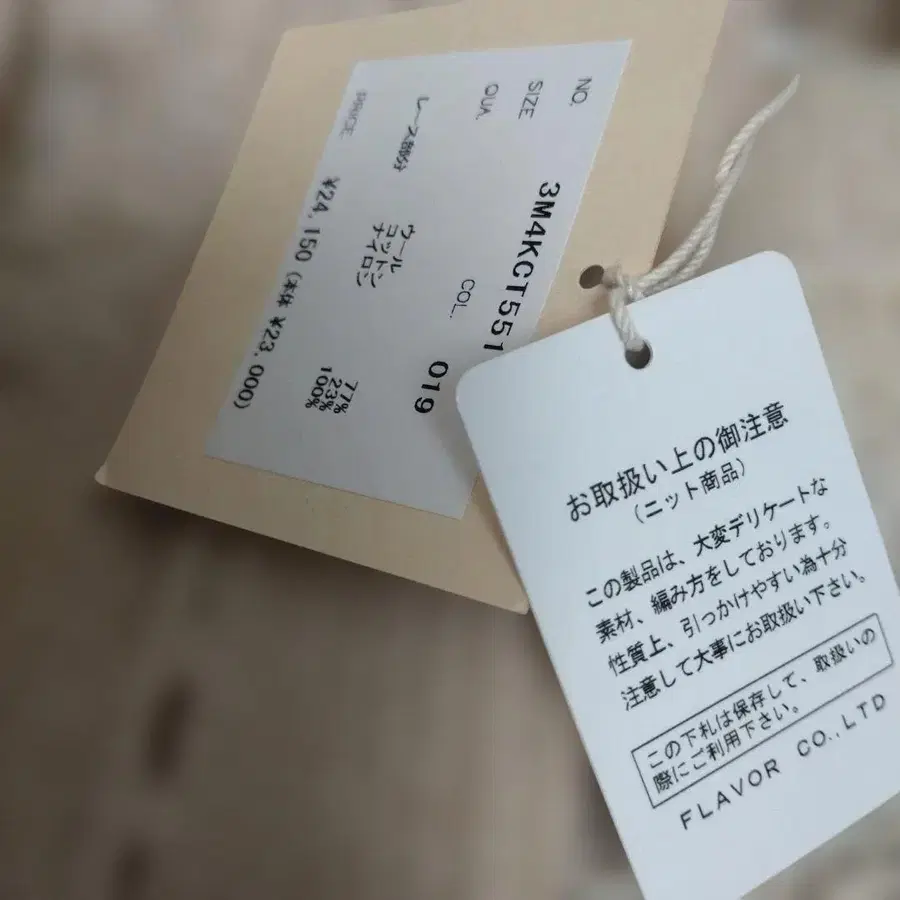 NO. 3M4KCT551
SIZE COL. 019
QUA.
ウール 77%
コットン 23%
レース部分 ナイロン 100%
PRICE ¥24,150 (本体 ¥23,000)
お取扱い上の御注意
(ニット商品)
この製品は、大変デリケートな
素材、編み方をしております。
性質上、引っかけやすい為十分
注意して大事にお取扱い下さい。
この下札は保存して、取扱いの
際にご利用下さい。
FLAVOR CO.,LTD